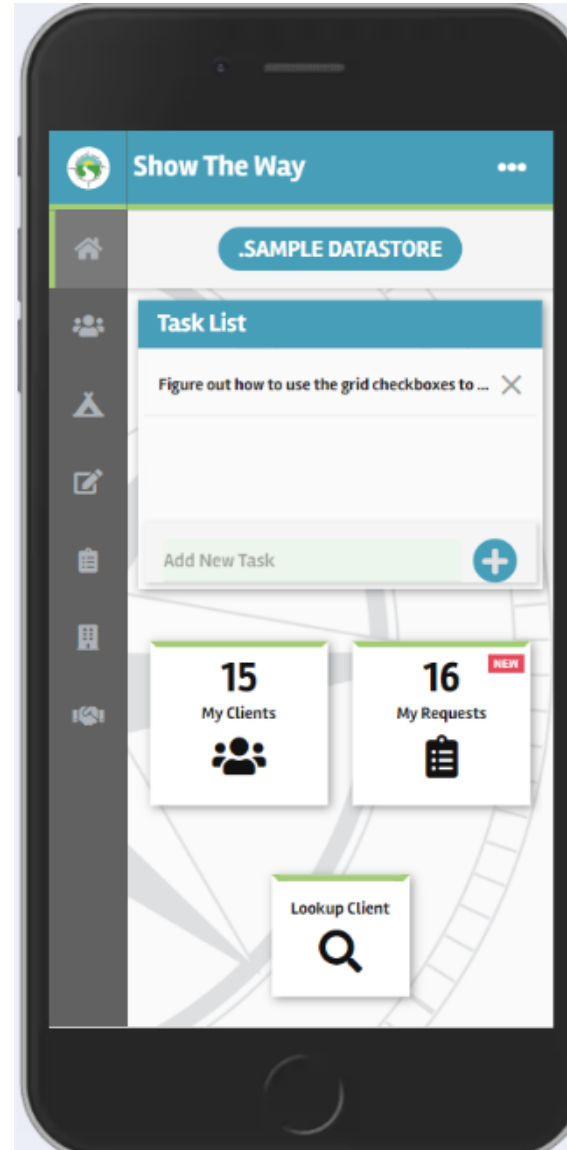 Show The Way
.SAMPLE DATASTORE
Task List
Figure out how to use the grid checkboxes to ...
Add New Task
15
My Clients
NEW
16
My Requests
Lookup Client